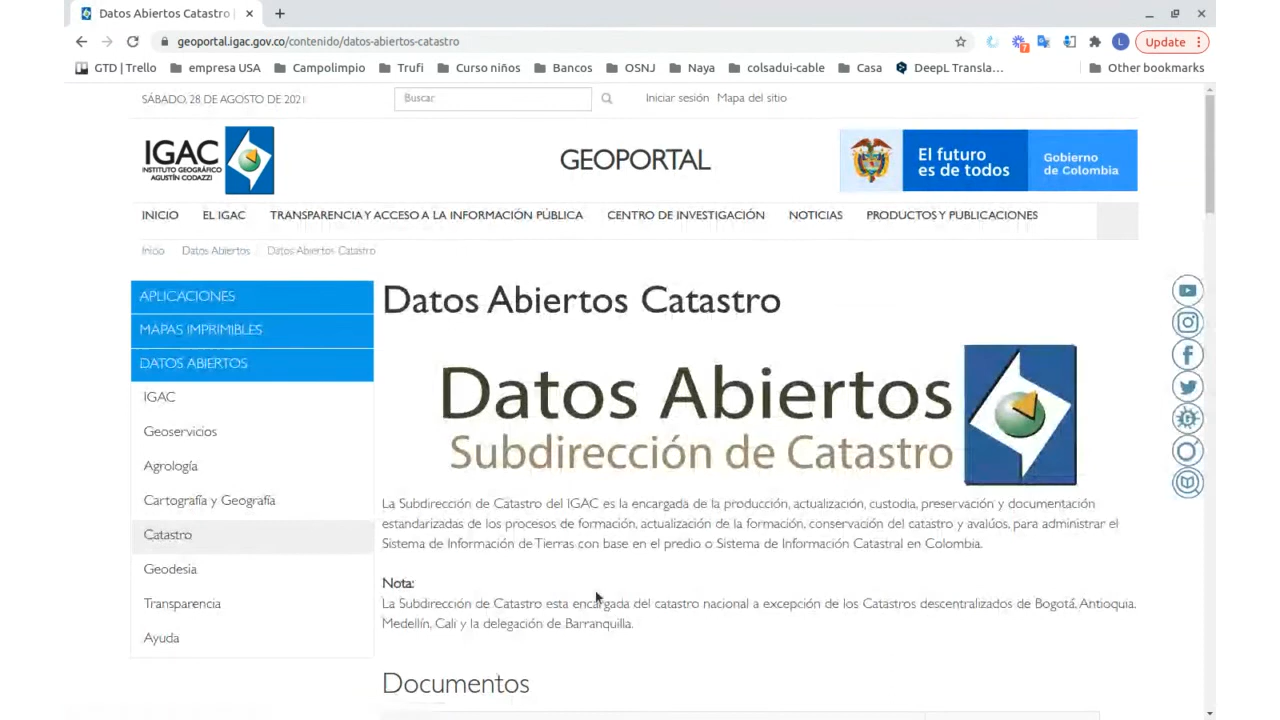 Datos Abiertos Catastro
geoportal.igac.gov.co/contenido/datos-abiertos-catastro
L
Update
GTD | Trello
empresa USA
Campolimpio
Trufi
Curso niños
Bancos
OSNJ
Naya
colsadui-cable
Casa
DeepL Transla...
Other bookmarks
SÁBADO, 28 DE AGOSTO DE 2021
Buscar
Iniciar sesión Mapa del sitio
IGAC
INSTITUTO GEOGRÁFICO
AGUSTÍN CODAZZI
GEOPORTAL
El futuro
es de todos
Gobierno
de Colombia
INICIO
EL IGAC
TRANSPARENCIA Y ACCESO A LA INFORMACIÓN PÚBLICA
CENTRO DE INVESTIGACIÓN
NOTICIAS
PRODUCTOS Y PUBLICACIONES
Inicio
Datos Abiertos
Datos Abiertos Catastro
APLICACIONES
MAPAS IMPRIMIBLES
DATOS ABIERTOS
IGAC
Geoservicios
Agrología
Cartografía y Geografía
Catastro
Geodesia
Transparencia
Ayuda
Datos Abiertos Catastro
Datos Abiertos
Subdirección de Catastro
La Subdirección de Catastro del IGAC es la encargada de la producción, actualización, custodia, preservación y documentación
estandarizadas de los procesos de formación, actualización de la formación, conservación del catastro y avalúos, para administrar el
Sistema de Información de Tierras con base en el predio o Sistema de Información Catastral en Colombia.
Nota:
La Subdirección de Catastro esta encargada del catastro nacional a excepción de los Catastros descentralizados de Bogotá, Antioquia.
Medellín, Cali y la delegación de Barranquilla.
Documentos